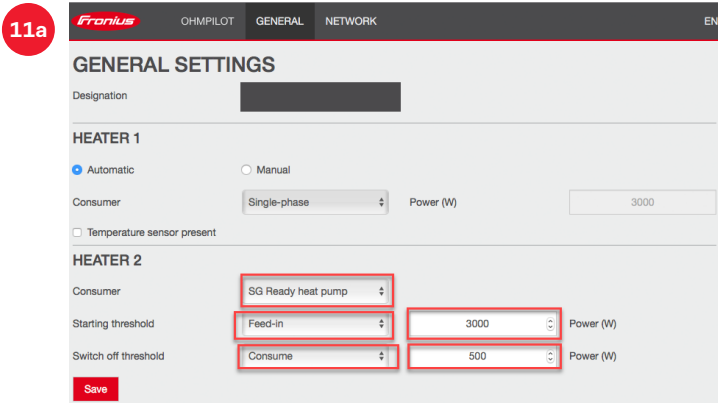 11a
Fronius
OHMPILOT GENERAL NETWORK EN
GENERAL SETTINGS
Designation
HEATER 1
Automatic Manual
Consumer Single-phase Power (W) 3000
Temperature sensor present
HEATER 2
Consumer SG Ready heat pump
Starting threshold Feed-in 3000 Power (W)
Switch off threshold Consume 500 Power (W)
Save